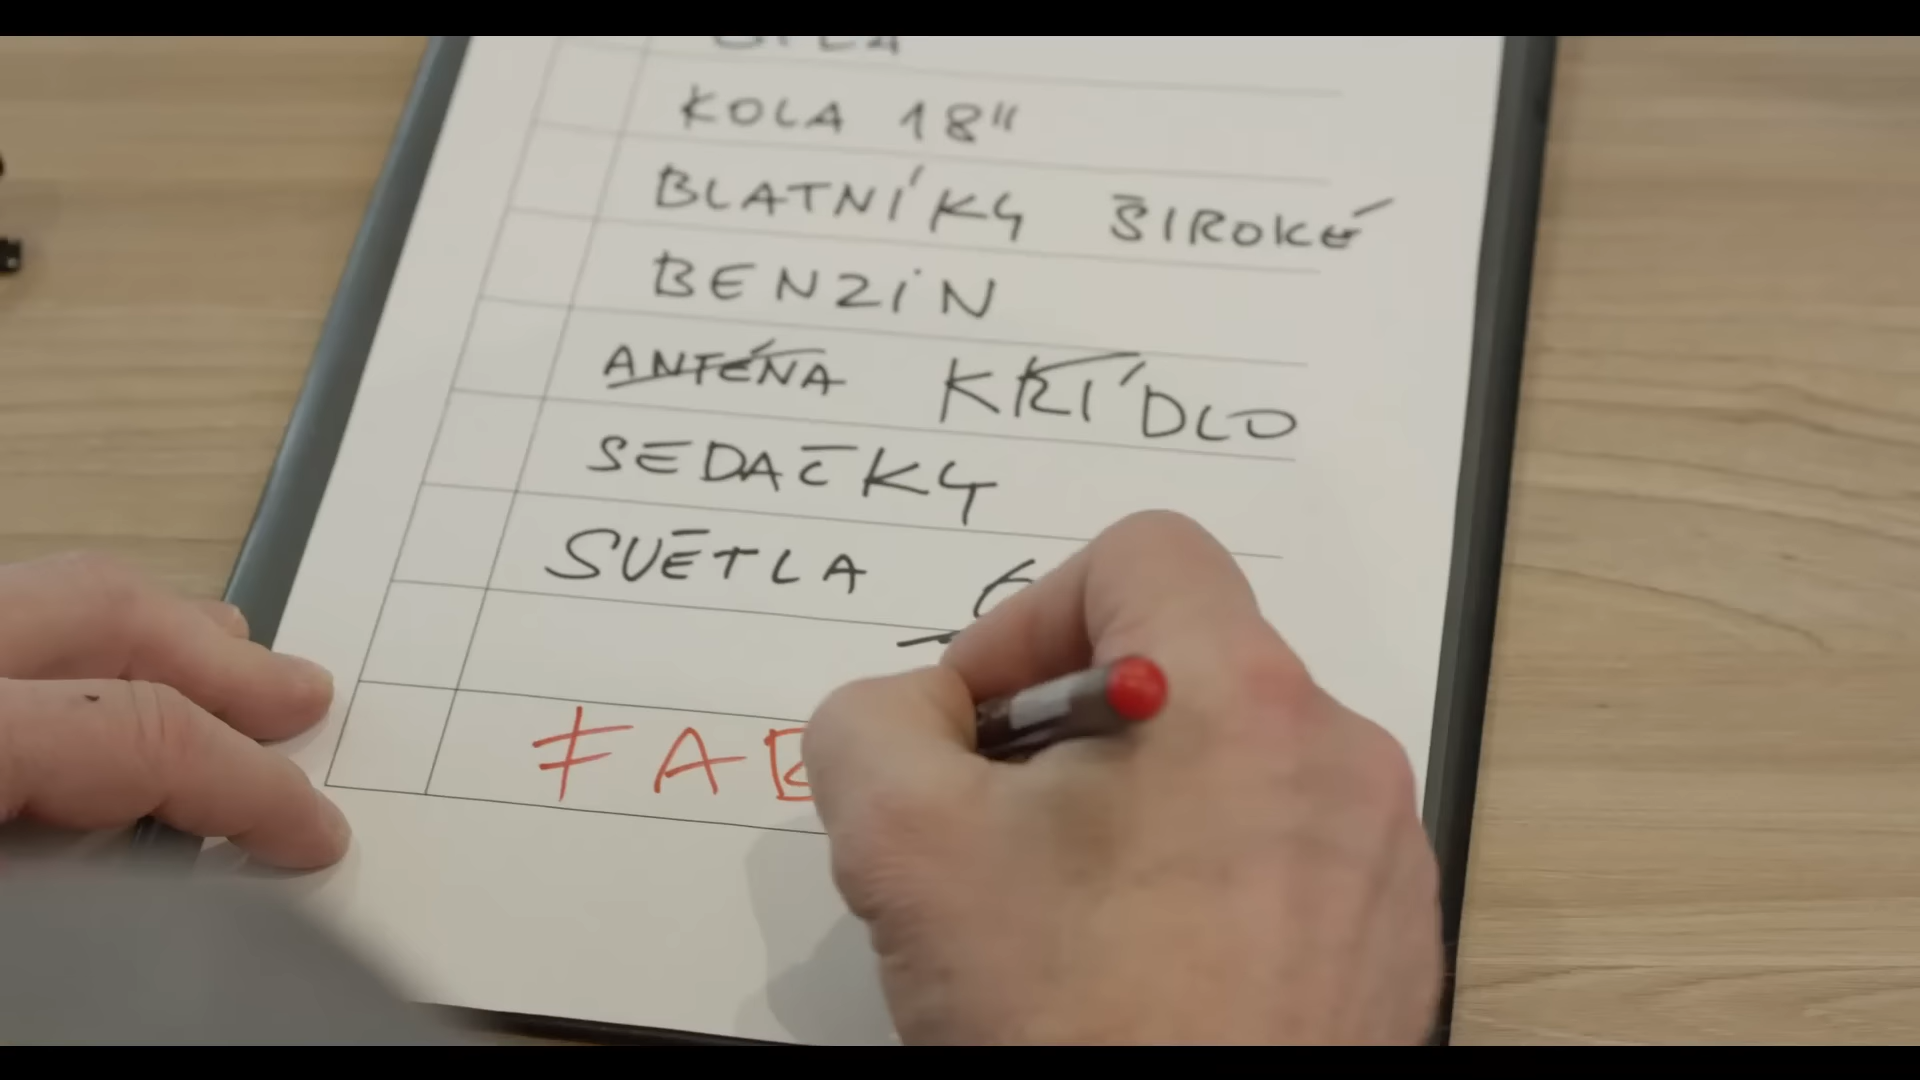 KOLA 18"
BLATNÍKY ŠIROKÉ
BENZIN
ANTÉNA KŘÍDLO
SEDAČKY
SVĚTLA